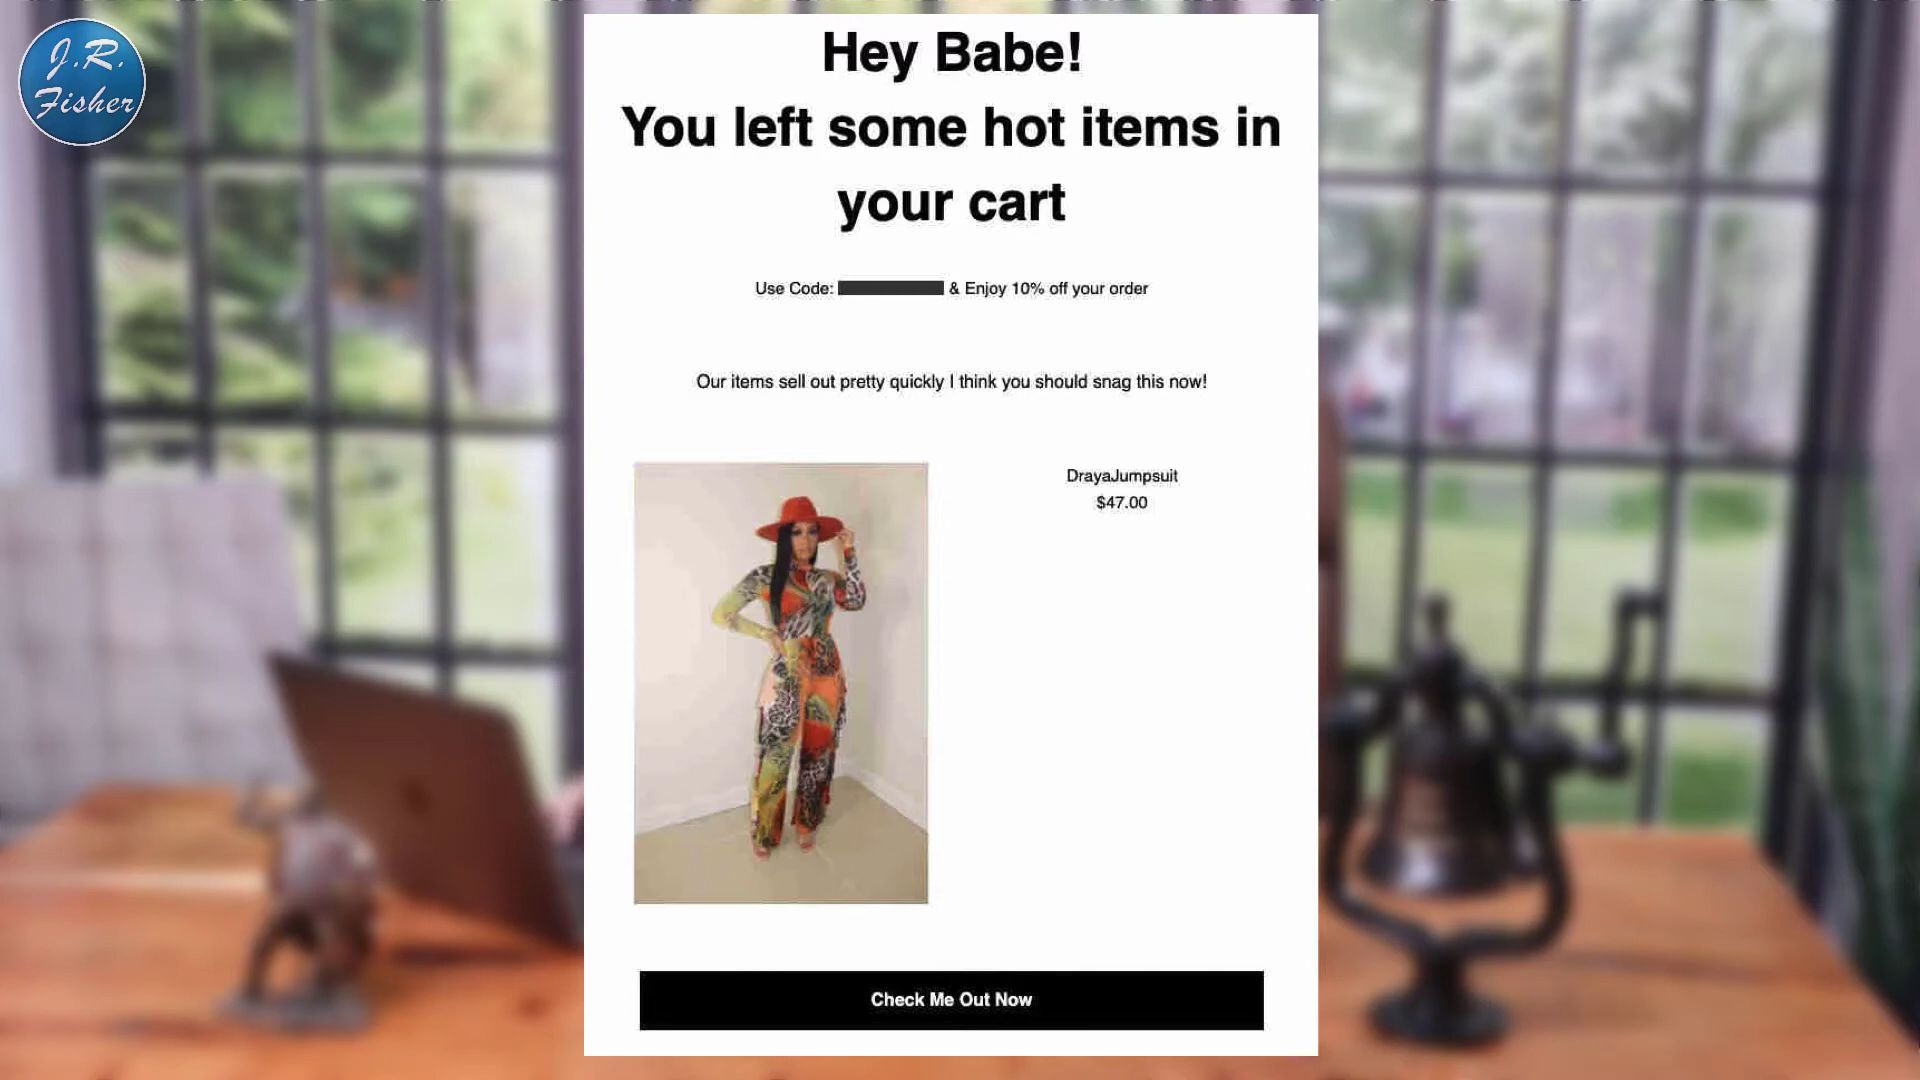 J.R.
Fisher
Hey Babe!
You left some hot items in
your cart
Use Code: & Enjoy 10% off your order
Our items sell out pretty quickly I think you should snag this now!
DrayaJumpsuit
$47.00
Check Me Out Now